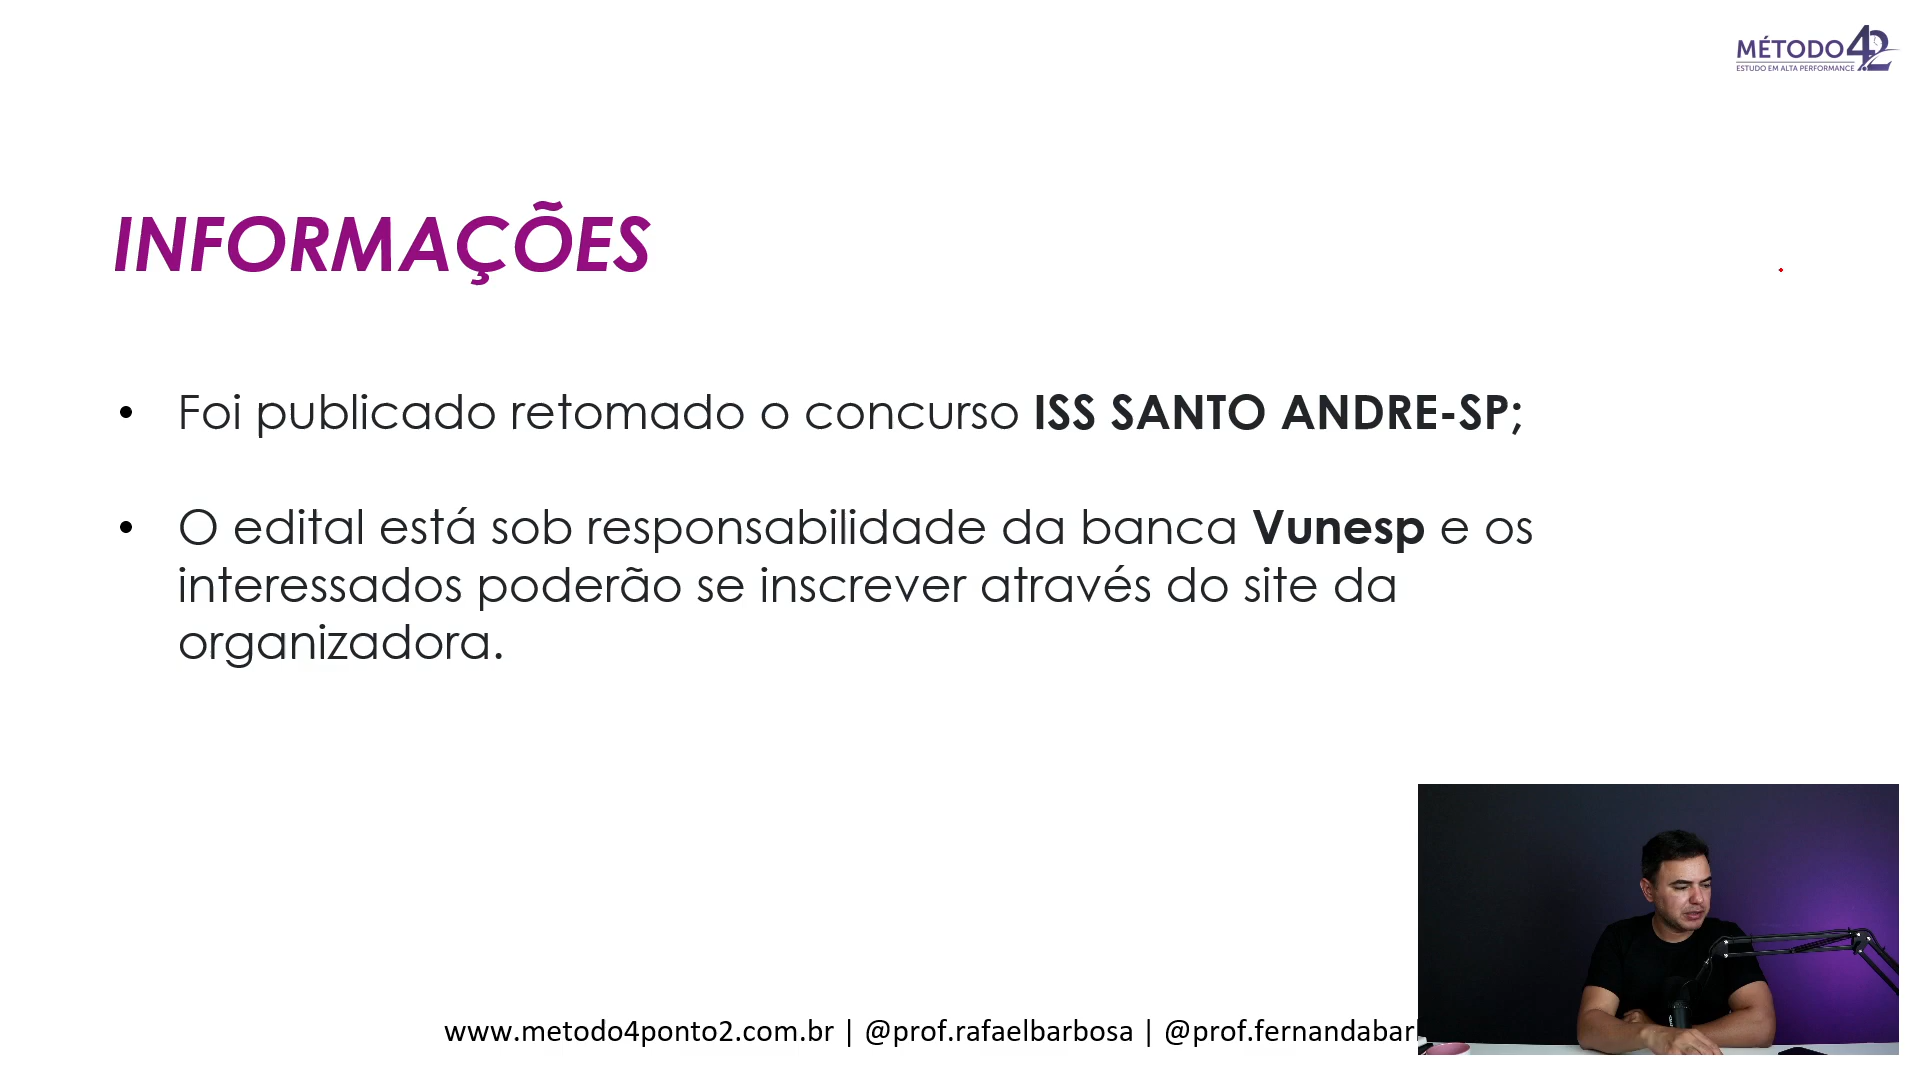 MÉTODO 4.2
ESTUDO EM ALTA PERFORMANCE
INFORMAÇÕES
• Foi publicado retomado o concurso ISS SANTO ANDRE-SP;
• O edital está sob responsabilidade da banca Vunesp e os
interessados poderão se inscrever através do site da
organizadora.
www.metodo4ponto2.com.br | @prof.rafaelbarbosa |